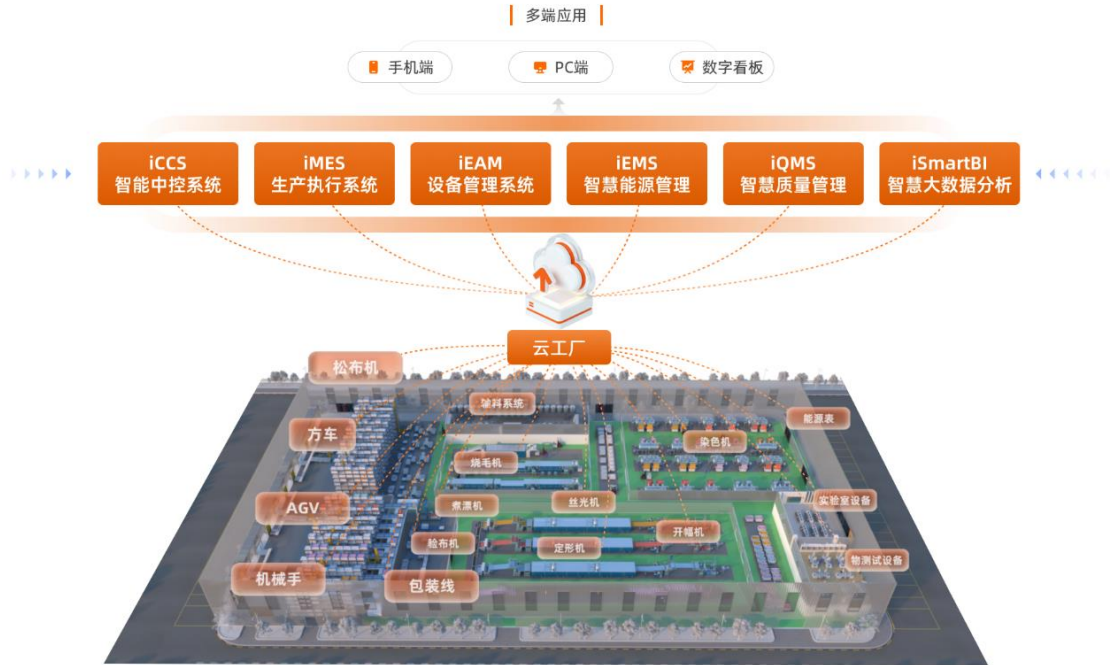 多端应用
手机端
PC端
数字看板
iCCS
智能中控系统
iMES
生产执行系统
iEAM
设备管理系统
iEMS
智慧能源管理
iQMS
智慧质量管理
iSmartBI
智慧大数据分析
云工厂
松布机
输料系统
能源表
方车
染色机
烧毛机
煮漂机
丝光机
实验室设备
AGV
开幅机
验布机
定形机
物测试设备
机械手
包装线